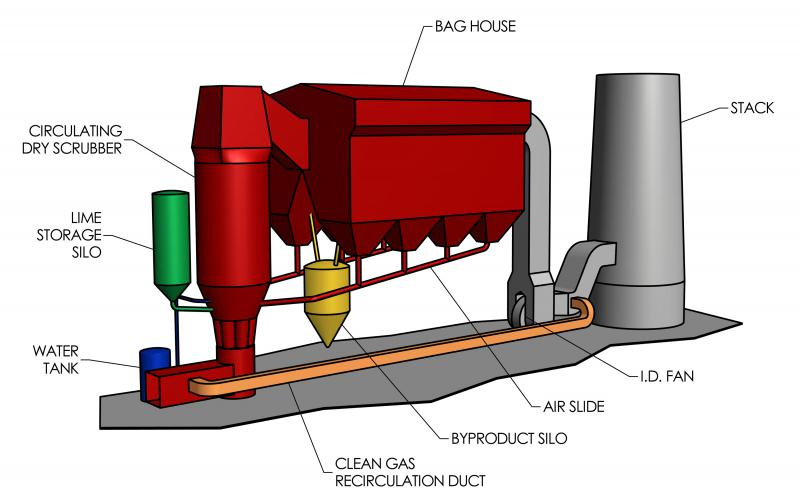 BAG HOUSE
STACK
CIRCULATING
DRY SCRUBBER
LIME
STORAGE
SILO
WATER
TANK
I.D. FAN
AIR SLIDE
BYPRODUCT SILO
CLEAN GAS
RECIRCULATION DUCT